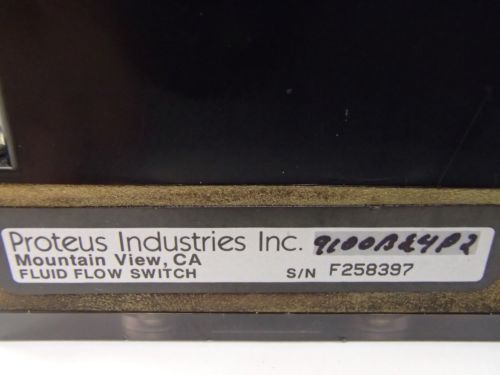 Proteus Industries Inc. 9100B24P2
Mountain View, CA
FLUID FLOW SWITCH S/N F258397